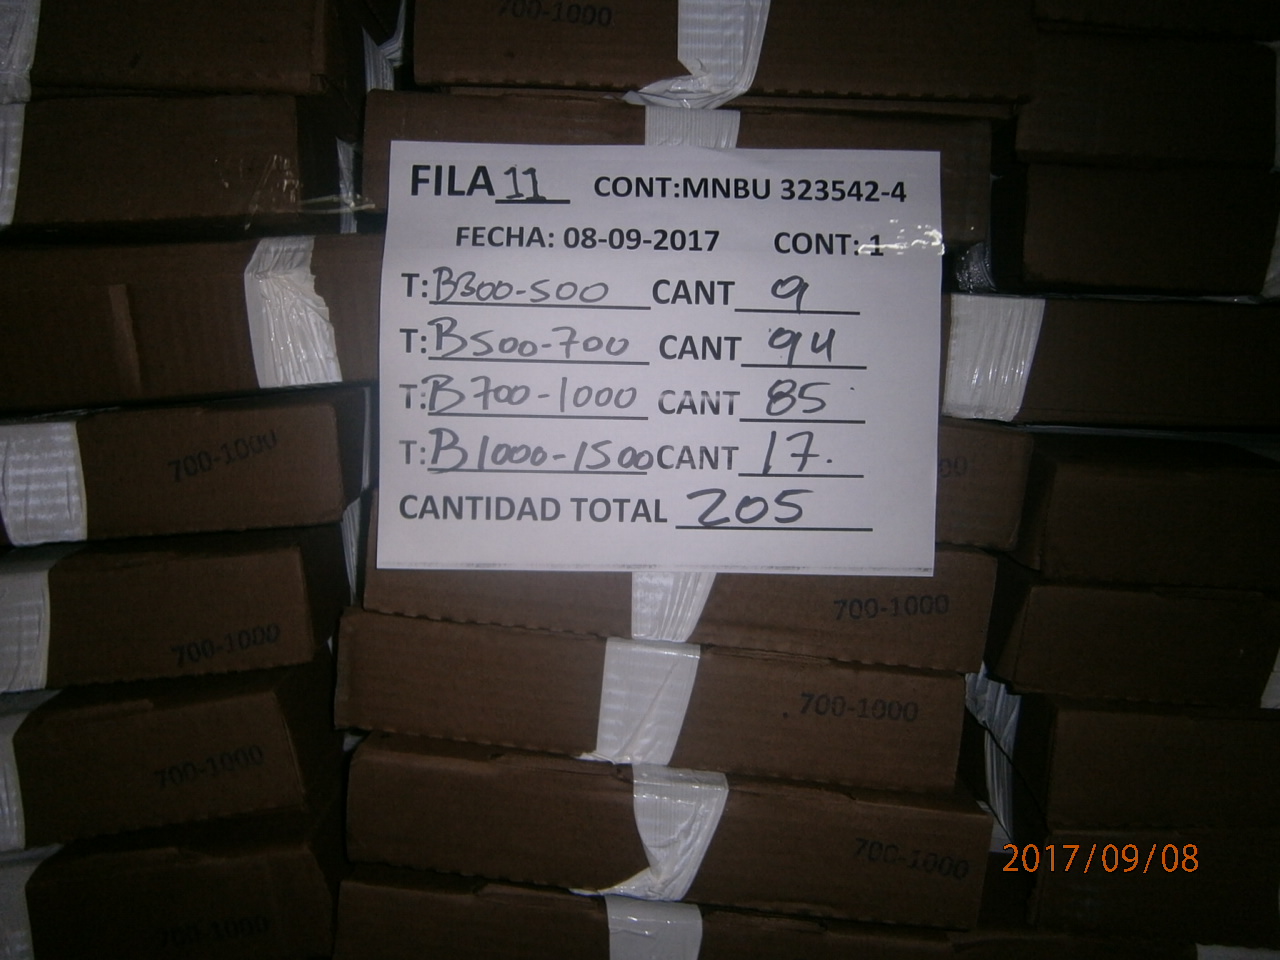 700-1000
FILA 11 CONT:MNBU 323542-4
FECHA: 08-09-2017 CONT: 1
T: B300-500 CANT 9
T: B500-700 CANT 94
T: B700-1000 CANT 85
T: B1000-1500 CANT 17.
CANTIDAD TOTAL 205
700-1000
700-1000
700-1000
700-1000
700-1000
700-1000
2017/09/08
700-1000